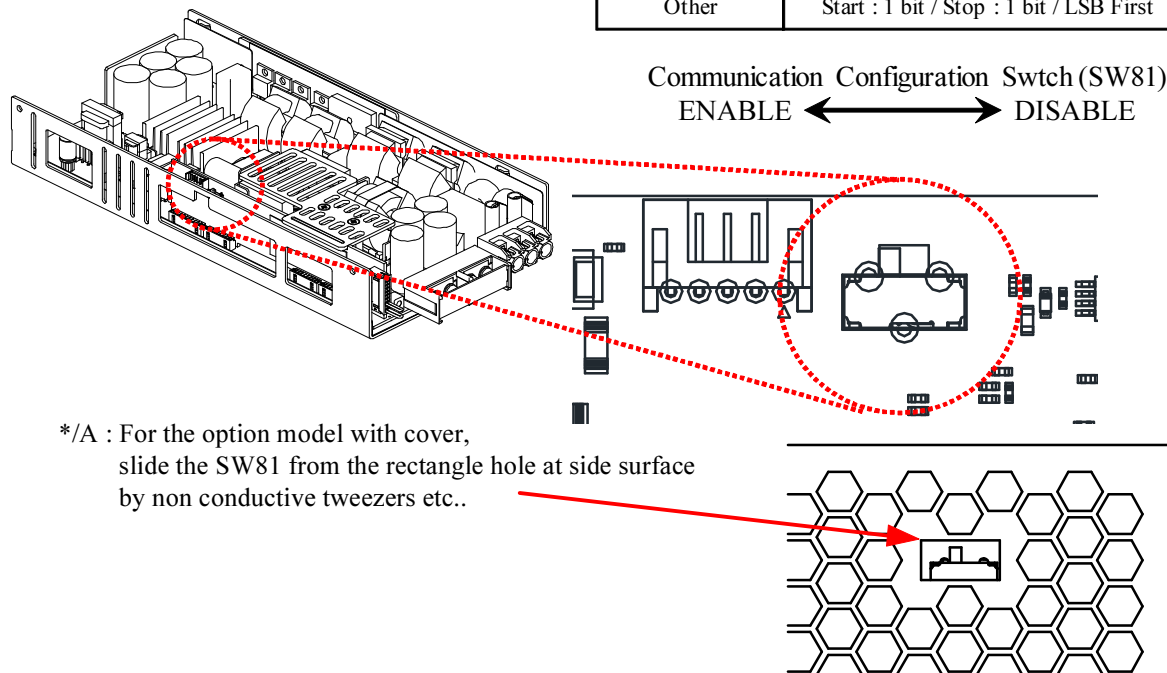 Other Start : 1 bit / Stop : 1 bit / LSB First
Communication Configuration Swtch (SW81)
ENABLE DISABLE
*/A : For the option model with cover,
slide the SW81 from the rectangle hole at side surface
by non conductive tweezers etc..